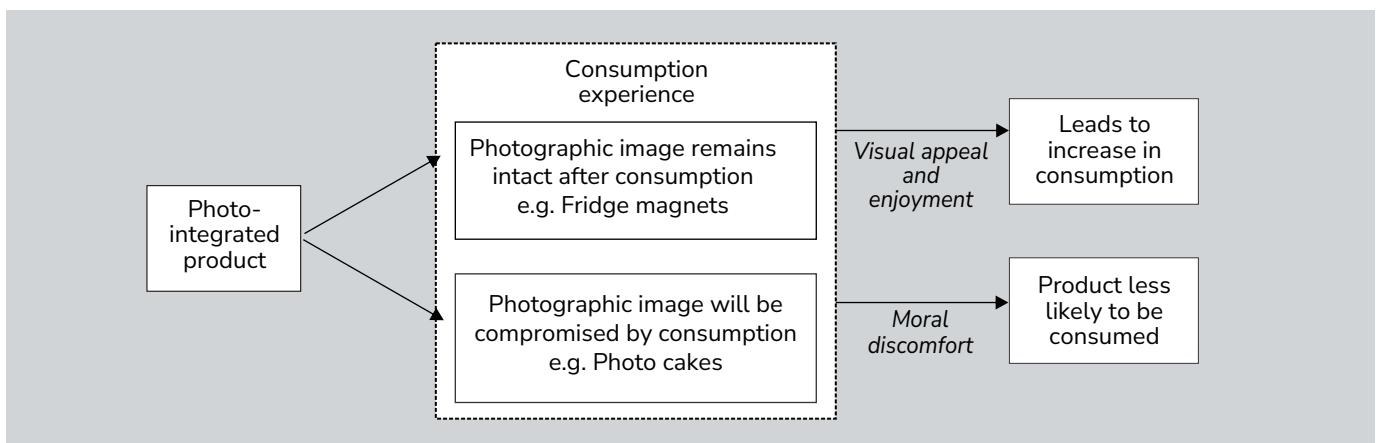 Photo-
integrated
product
Consumption
experience
Photographic image remains
intact after consumption
e.g. Fridge magnets
Photographic image will be
compromised by consumption
e.g. Photo cakes
Visual appeal
and
enjoyment
Moral
discomfort
Leads to
increase in
consumption
Product less
likely to be
consumed